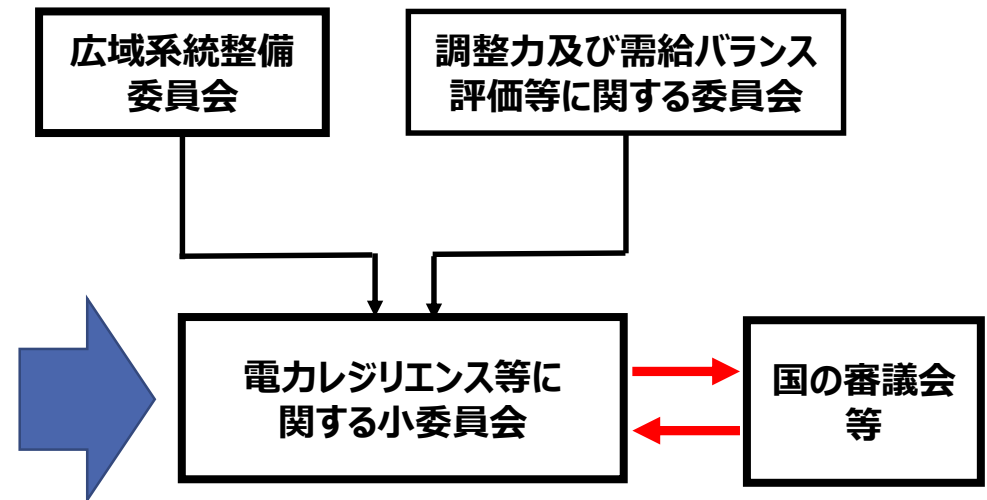 広域系統整備
委員会
調整力及び需給バランス
評価等に関する委員会
電力レジリエンス等に
関する小委員会
国の審議会
等